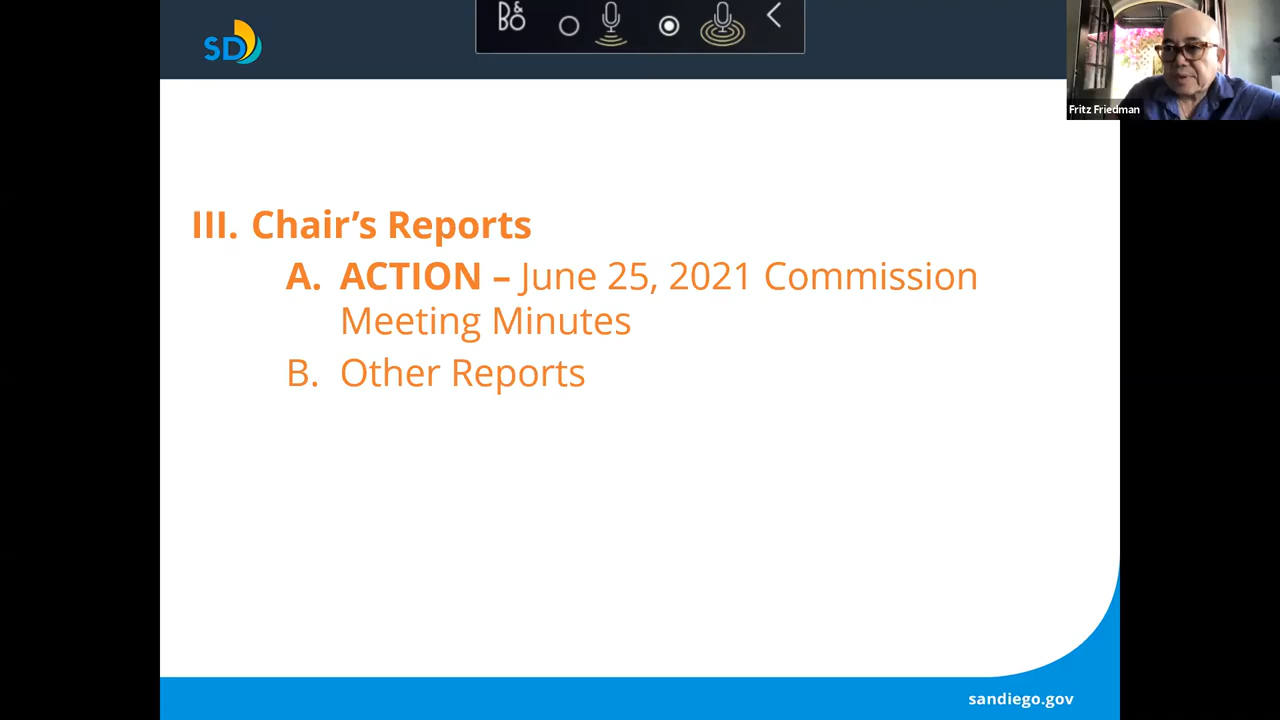 SD
B&O
Fritz Friedman
III. Chair’s Reports
A. ACTION – June 25, 2021 Commission
Meeting Minutes
B. Other Reports
sandiego.gov